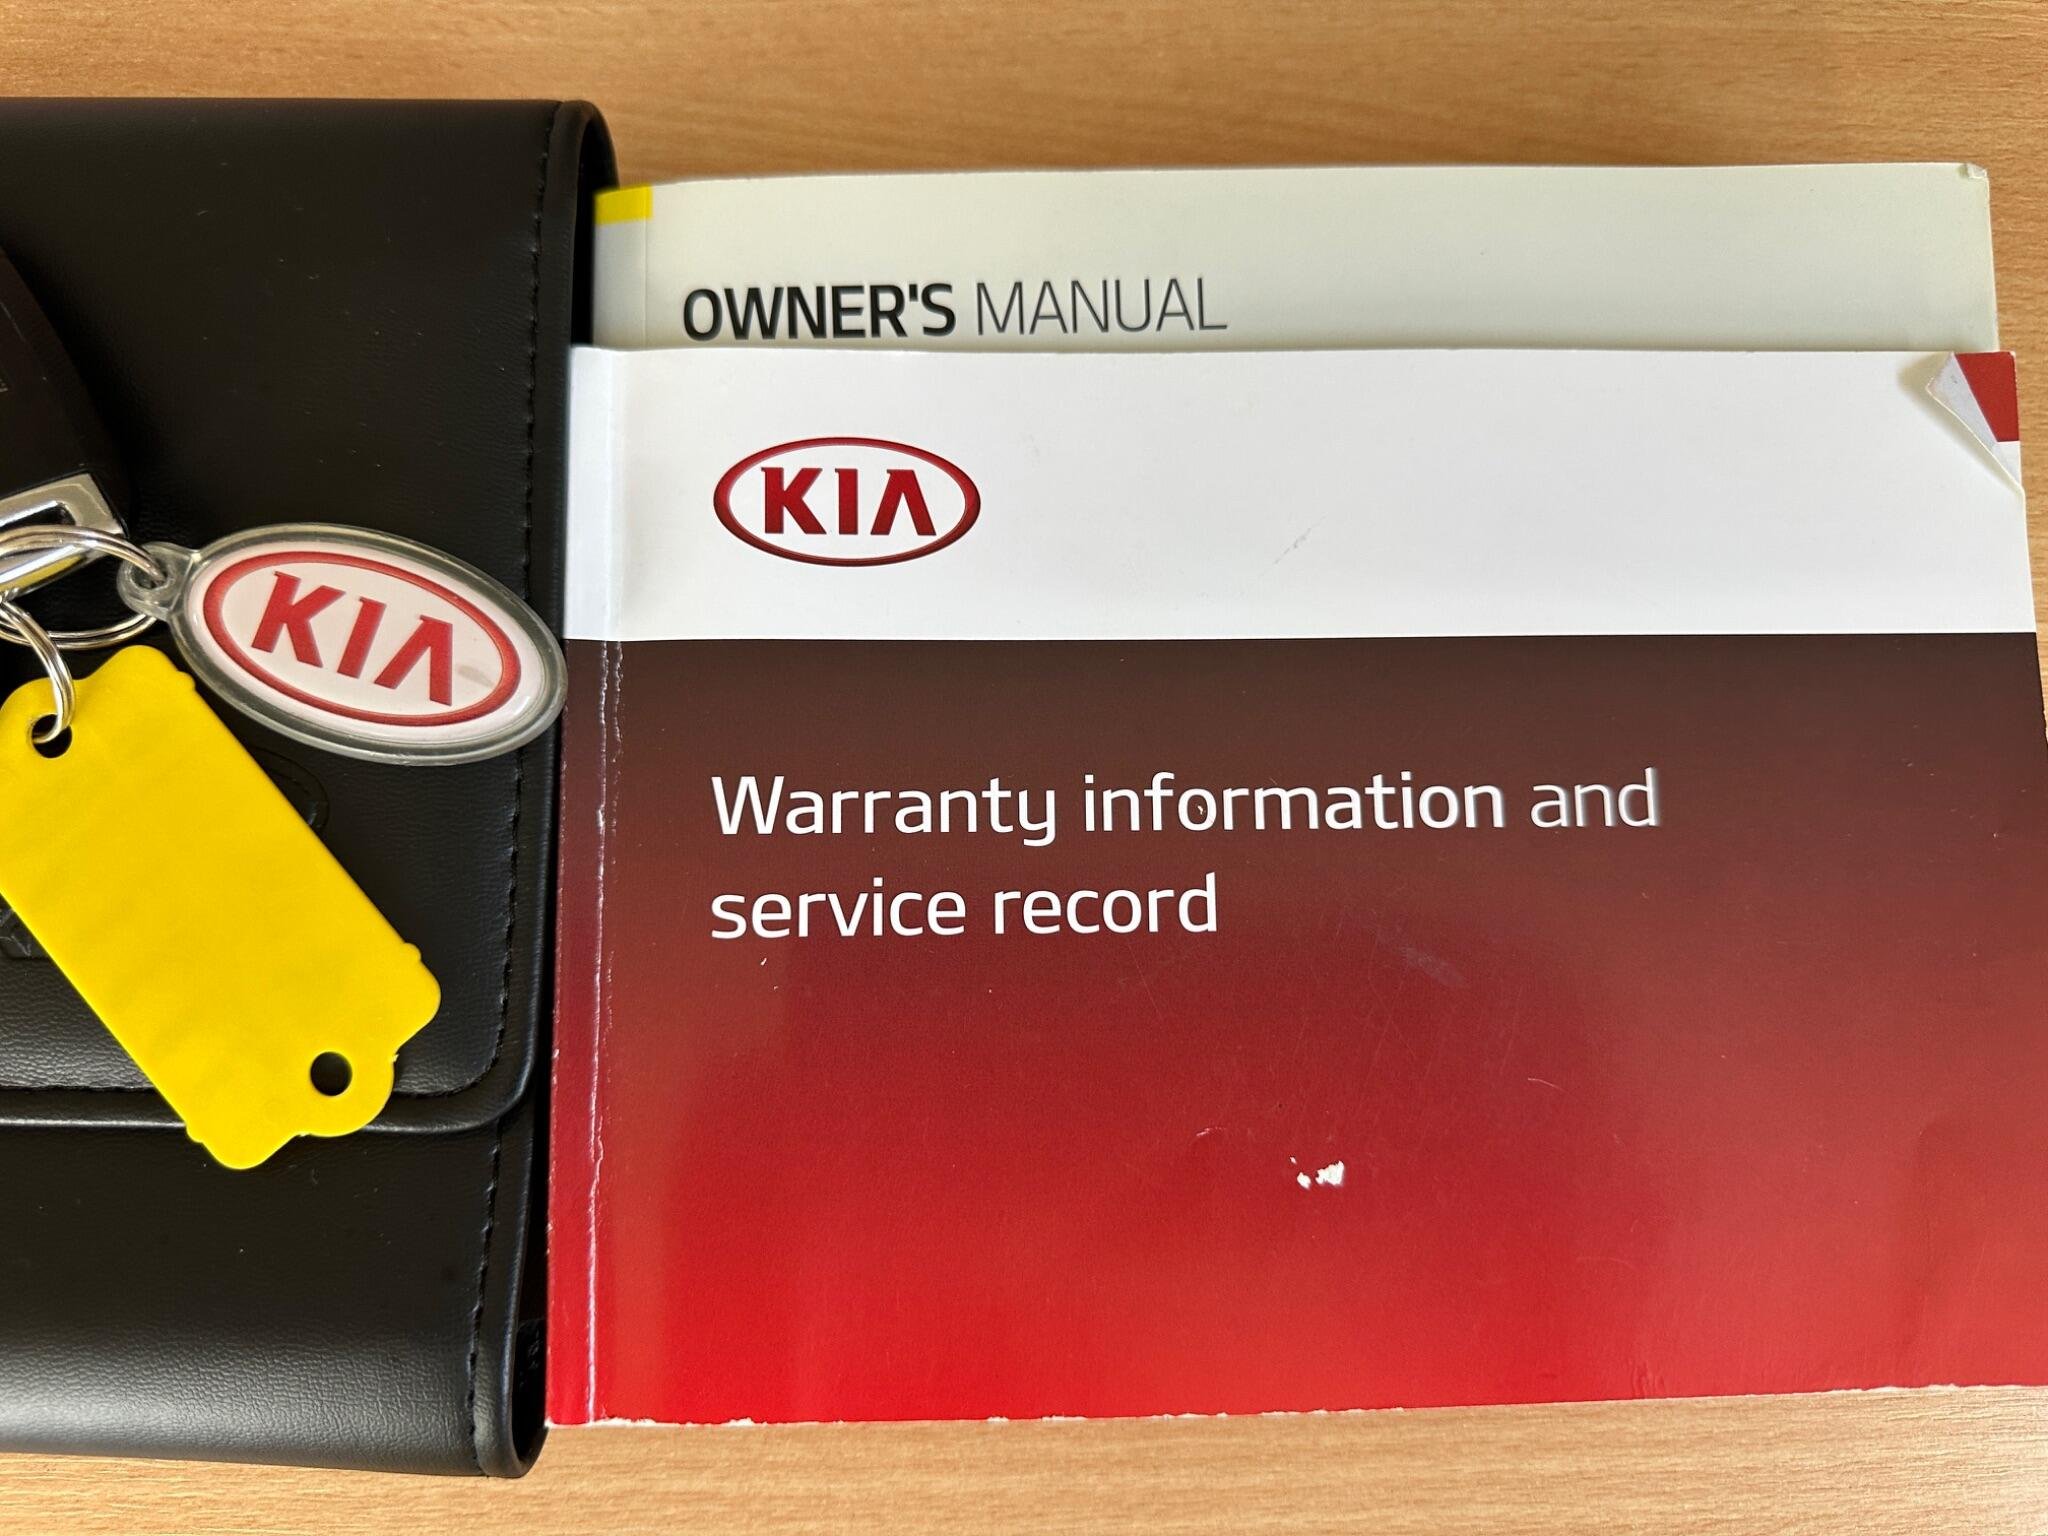 OWNER'S MANUAL
KIA
KIA
Warranty information and
service record